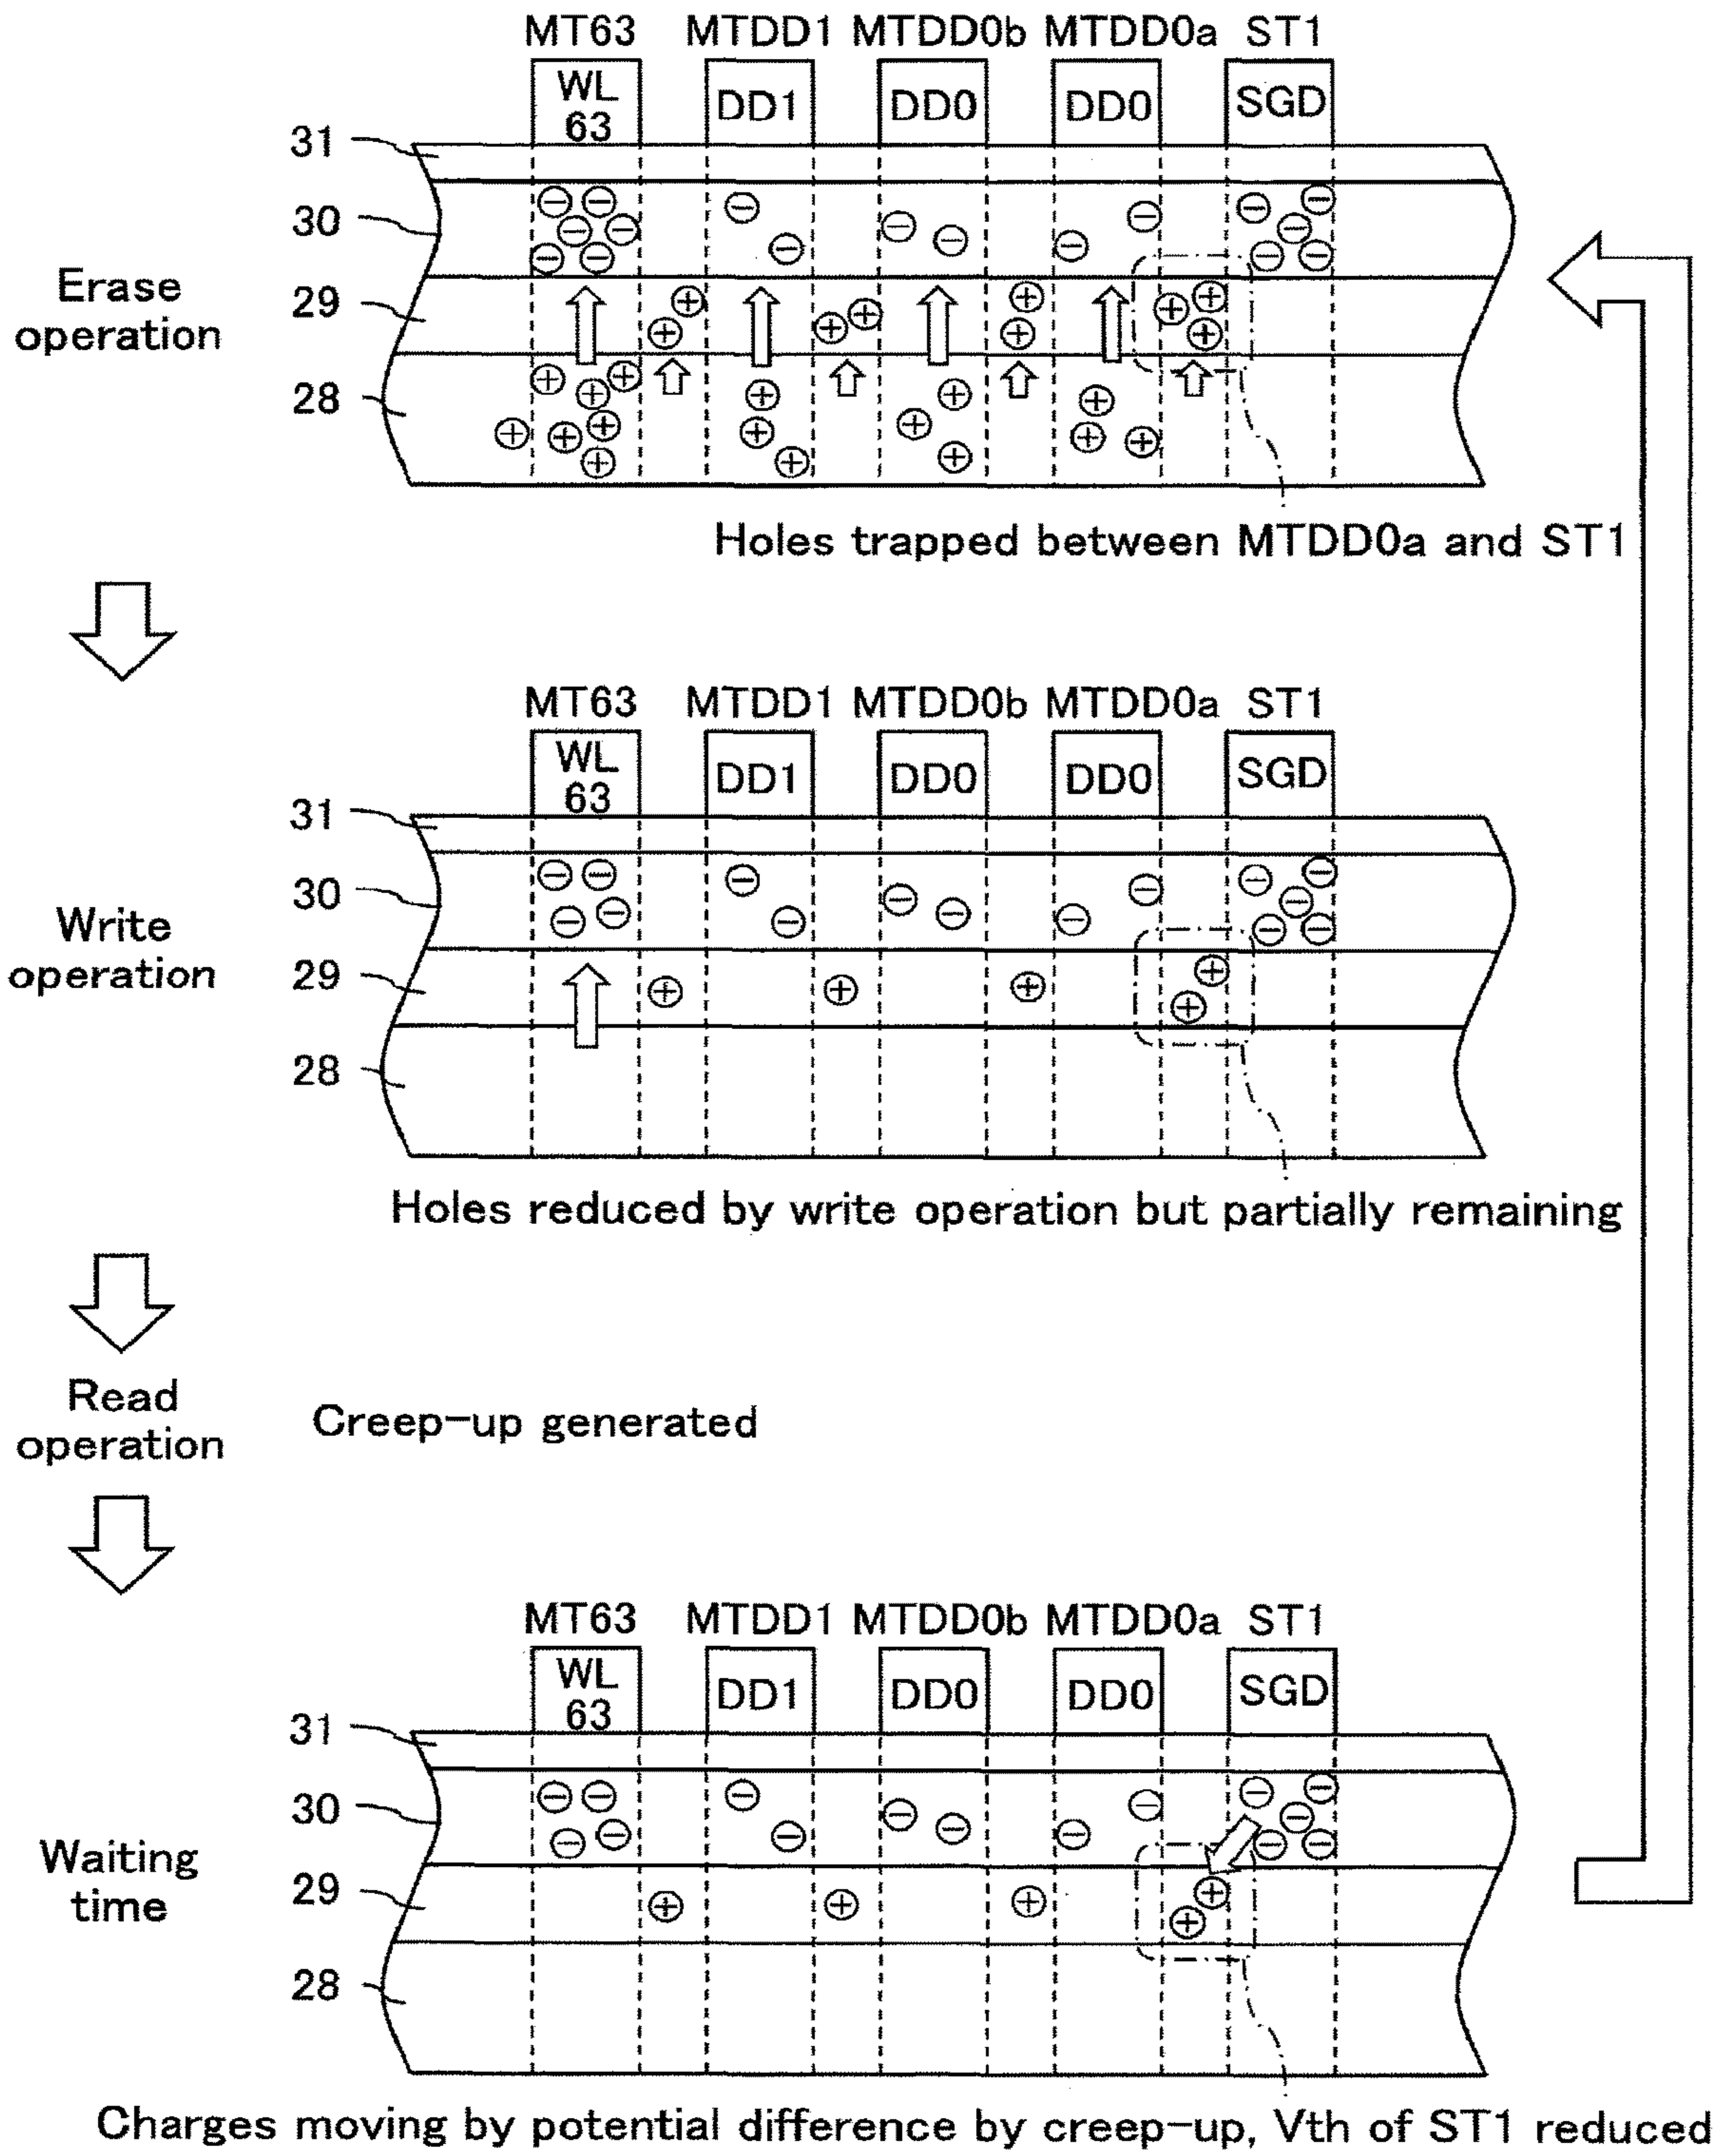 MT63 MTDD1 MTDD0b MTDD0a ST1
WL
63
DD1
DD0
DD0
SGD
31
30
29
28
Erase
operation
Holes trapped between MTDD0a and ST1
MT63 MTDD1 MTDD0b MTDD0a ST1
WL
63
DD1
DD0
DD0
SGD
31
30
29
28
Write
operation
Holes reduced by write operation but partially remaining
Read
operation
Creep-up generated
MT63 MTDD1 MTDD0b MTDD0a ST1
WL
63
DD1
DD0
DD0
SGD
31
30
29
28
Waiting
time
Charges moving by potential difference by creep-up, Vth of ST1 reduced